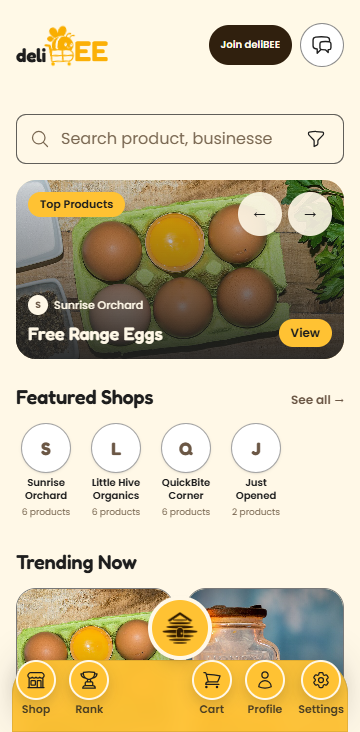 deliBEE
Join deliBEE
Search product, businesse
Top Products
←
→
S
Sunrise Orchard
Free Range Eggs
View
Featured Shops
See all →
S
L
Q
J
Sunrise
Orchard
Little Hive
Organics
QuickBite
Corner
Just
Opened
6 products
6 products
6 products
2 products
Trending Now
Shop
Rank
Cart
Profile
Settings